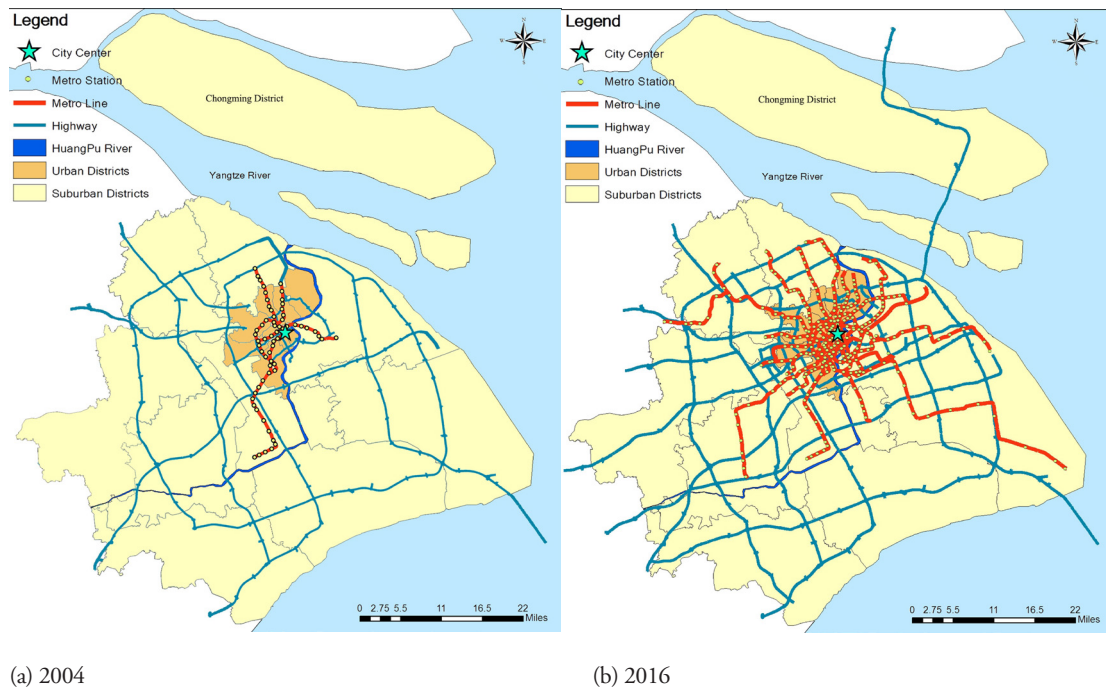 Legend
City Center
Metro Station
Metro Line
Highway
HuangPu River
Urban Districts
Suburban Districts
N
W
E
S
Chongming District
Yangtze River
0 2.75 5.5 11 16.5 22
Miles
(a) 2004
Legend
City Center
Metro Station
Metro Line
Highway
HuangPu River
Urban Districts
Suburban Districts
N
W
E
S
Chongming District
Yangtze River
0 2.75 5.5 11 16.5 22
Miles
(b) 2016